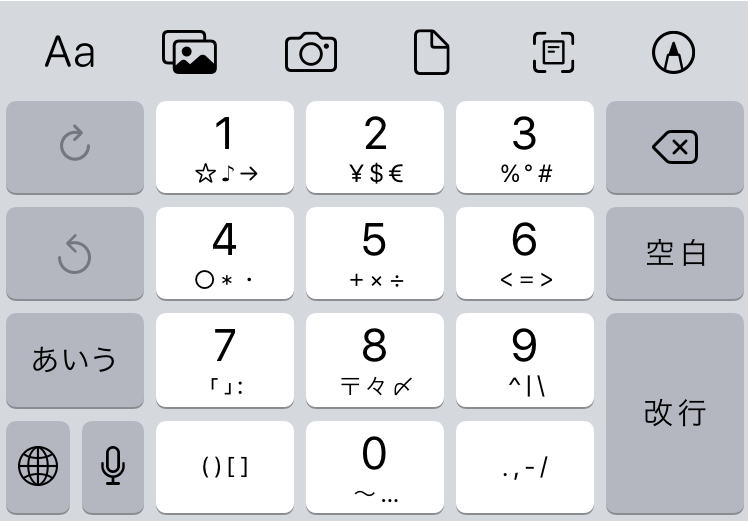 Aa
1 2 3
☆♪→ ¥$€ %°#
4 5 6 空白
○*・ +×÷ <=>
あいう 7 8 9
「」: 〒々〆 ^|\
改行
()[] 0 .,-/
〜…